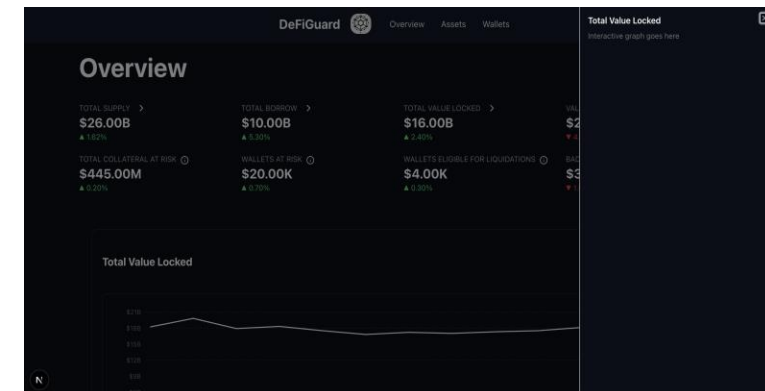 DeFiGuard Overview Assets Wallets
Total Value Locked
Interactive graph goes here
Overview
TOTAL SUPPLY >
TOTAL BORROW >
TOTAL VALUE LOCKED >
$26.00B
$10.00B
$16.00B
▲ 1.62%
▲ 5.30%
▲ 2.40%
TOTAL COLLATERAL AT RISK
WALLETS AT RISK
WALLETS ELIGIBLE FOR LIQUIDATIONS
$445.00M
$20.00K
$4.00K
▲ 0.20%
▲ 0.70%
▲ 0.30%
Total Value Locked
N